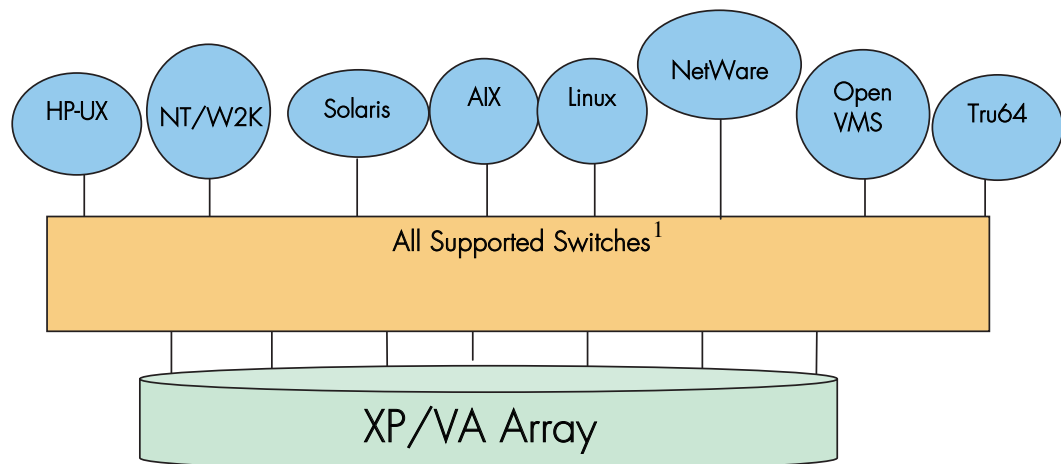 HP-UX
NT/W2K
Solaris
AIX
Linux
NetWare
Open
VMS
Tru64
All Supported Switches1
XP/VA Array